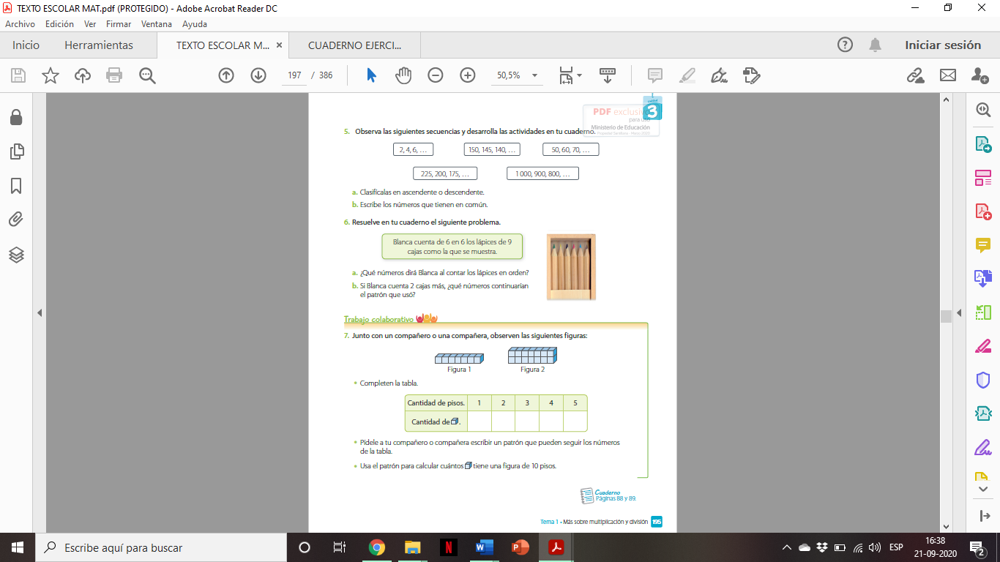 TEXTO ESCOLAR MAT.pdf (PROTEGIDO) - Adobe Acrobat Reader DC
Archivo Edición Ver Firmar Ventana Ayuda
Inicio Herramientas TEXTO ESCOLAR M... × CUADERNO EJERCI... Iniciar sesión
197 / 386 50,5%
Unidad
3
PDF exclusivo
para uso
Ministerio de Educación
5. Observa las siguientes secuencias y desarrolla las actividades en tu cuaderno.
2, 4, 6, … 150, 145, 140, … 50, 60, 70, …
225, 200, 175, … 1 000, 900, 800, …
a. Clasifícalas en ascendente o descendente.
b. Escribe los números que tienen en común.
6. Resuelve en tu cuaderno el siguiente problema.
Blanca cuenta de 6 en 6 los lápices de 9
cajas como la que se muestra.
a. ¿Qué números dirá Blanca al contar los lápices en orden?
b. Si Blanca cuenta 2 cajas más, ¿qué números continuarían
el patrón que usó?
Trabajo colaborativo
7. Junto con un compañero o una compañera, observen las siguientes figuras:
Figura 1 Figura 2
• Completen la tabla.
Cantidad de pisos. 1 2 3 4 5
Cantidad de .
• Pídele a tu compañero o compañera escribir un patrón que pueden seguir los números
de la tabla.
• Usa el patrón para calcular cuántos tiene una figura de 10 pisos.
Cuaderno
Páginas 88 y 89.
Tema 1 • Más sobre multiplicación y división 195
Escribe aquí para buscar
ESP
16:38
21-09-2020
2